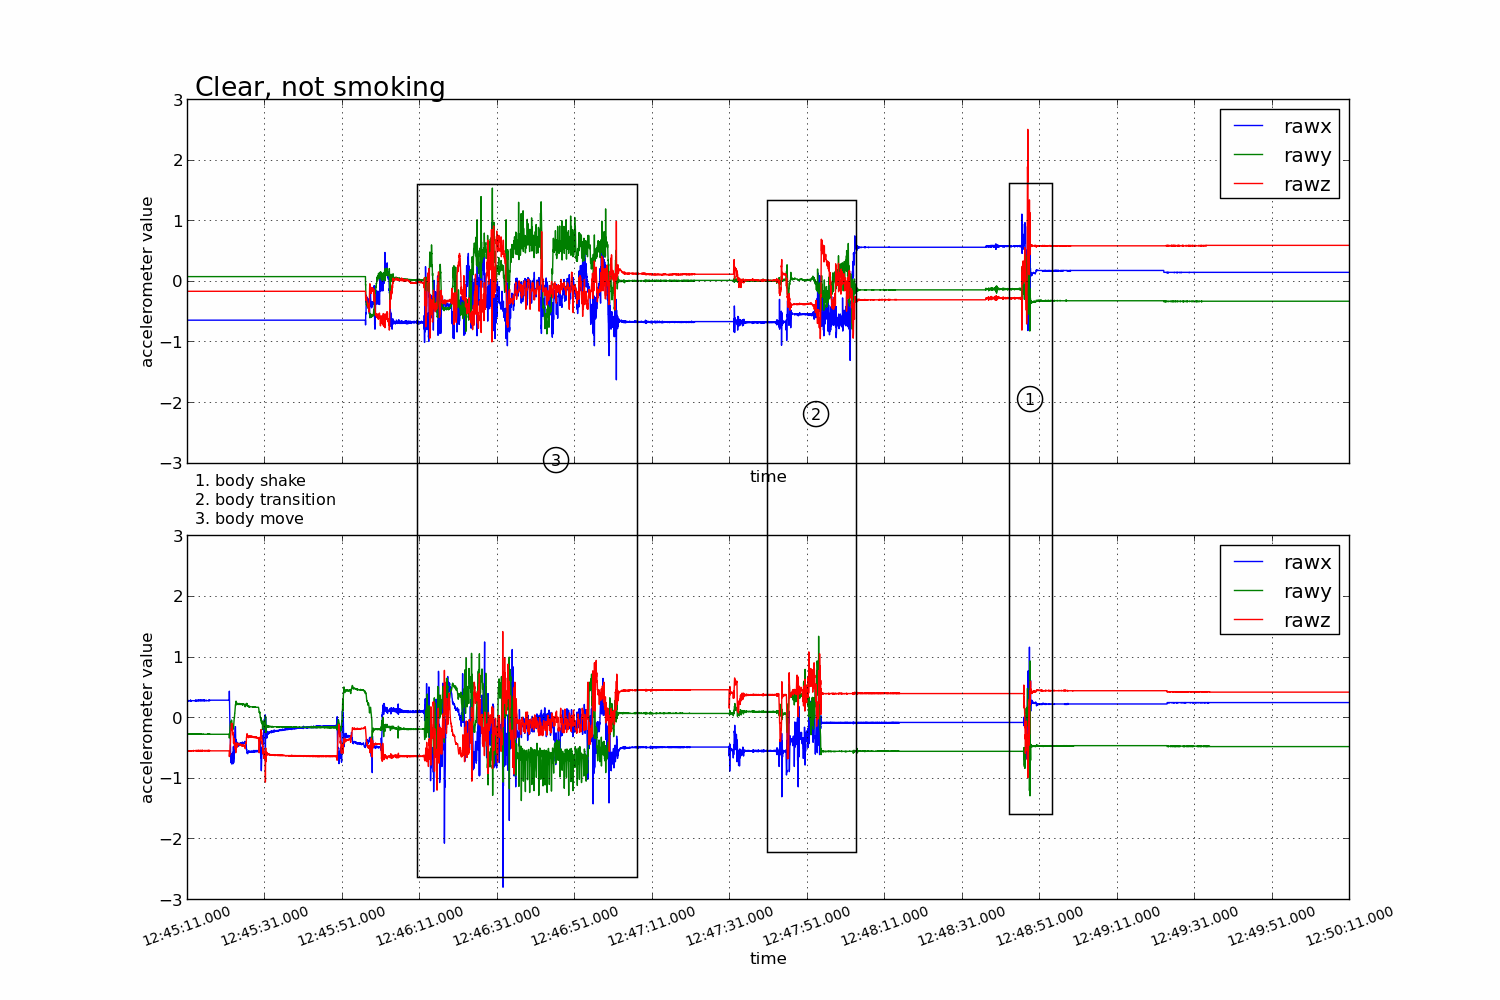 Clear, not smoking
3
2
1
0
−1
−2
−3
accelerometer value
rawx
rawy
rawz
1
2
3
time
1. body shake
2. body transition
3. body move
3
2
1
0
−1
−2
−3
accelerometer value
rawx
rawy
rawz
12:45:11.000
12:45:31.000
12:45:51.000
12:46:11.000
12:46:31.000
12:46:51.000
12:47:11.000
12:47:31.000
12:47:51.000
12:48:11.000
12:48:31.000
12:48:51.000
12:49:11.000
12:49:31.000
12:49:51.000
12:50:11.000
time